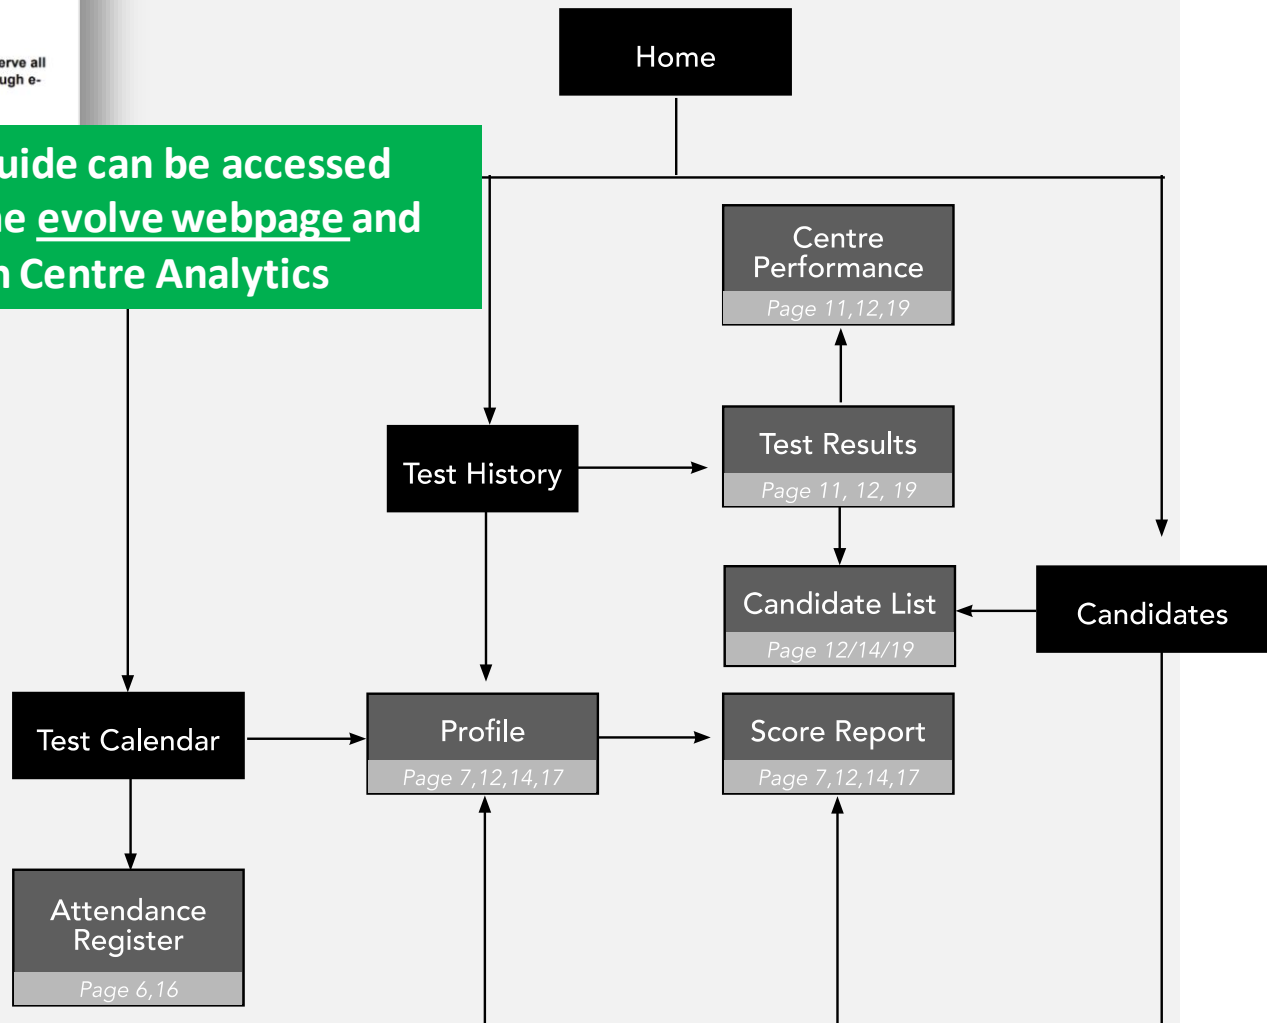 Home
erve all
ugh e-
uide can be accessed
ne evolve webpage and
n Centre Analytics
Centre
Performance
Page 11,12,19
Test Results
Page 11, 12, 19
Test History
Candidate List
Page 12/14/19
Candidates
Test Calendar
Profile
Page 7,12,14,17
Score Report
Page 7,12,14,17
Attendance
Register
Page 6,16